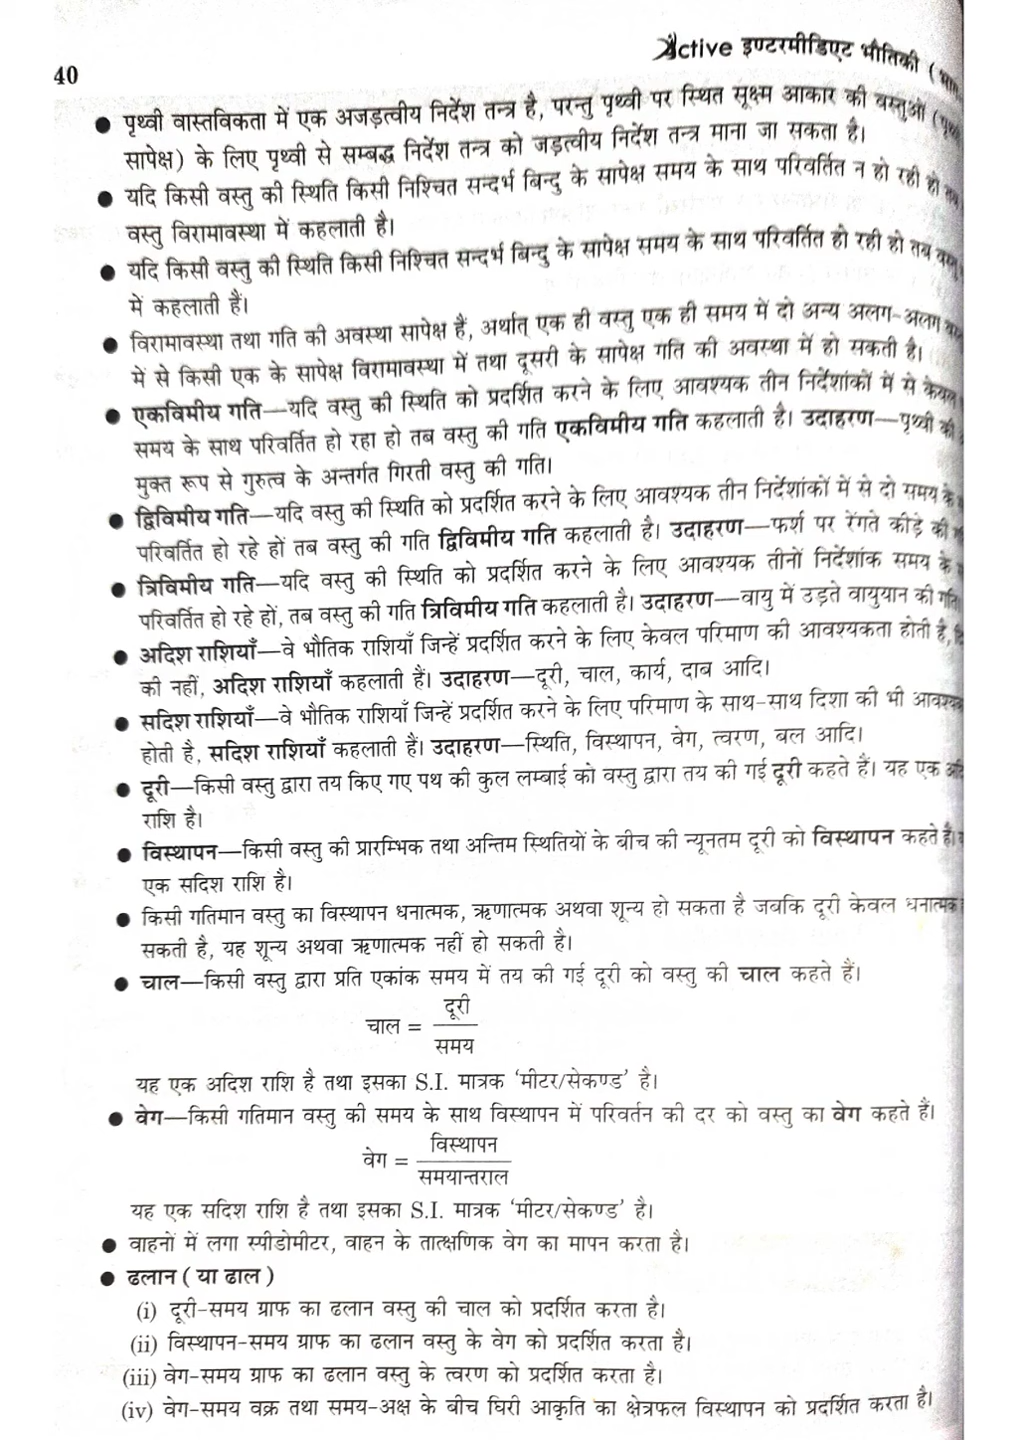 40
Active इण्टरमीडिएट भौतिकी (
● पृथ्वी वास्तविकता में एक अजड़त्वीय निर्देश तन्त्र है, परन्तु पृथ्वी पर स्थित सूक्ष्म आकार की वस्तुओं
सापेक्ष) के लिए पृथ्वी से सम्बद्ध निर्देश तन्त्र को जड़त्वीय निर्देश तन्त्र माना जा सकता है।
● यदि किसी वस्तु की स्थिति किसी निश्चित सन्दर्भ बिन्दु के सापेक्ष समय के साथ परिवर्तित न हो रही हो
वस्तु विरामावस्था में कहलाती है।
● यदि किसी वस्तु की स्थिति किसी निश्चित सन्दर्भ बिन्दु के सापेक्ष समय के साथ परिवर्तित हो रही हो तब
में कहलाती हैं।
● विरामावस्था तथा गति की अवस्था सापेक्ष हैं, अर्थात् एक ही वस्तु एक ही समय में दो अन्य अलग-अलग
में से किसी एक के सापेक्ष विरामावस्था में तथा दूसरी के सापेक्ष गति की अवस्था में हो सकती है।
● एकविमीय गति—यदि वस्तु की स्थिति को प्रदर्शित करने के लिए आवश्यक तीन निर्देशांकों में से केवल
समय के साथ परिवर्तित हो रहा हो तब वस्तु की गति एकविमीय गति कहलाती है। उदाहरण—पृथ्वी की
मुक्त रूप से गुरुत्व के अन्तर्गत गिरती वस्तु की गति।
● द्विविमीय गति—यदि वस्तु की स्थिति को प्रदर्शित करने के लिए आवश्यक तीन निर्देशांकों में से दो समय के
परिवर्तित हो रहे हों तब वस्तु की गति द्विविमीय गति कहलाती है। उदाहरण—फर्श पर रेंगते कीड़े की
● त्रिविमीय गति—यदि वस्तु की स्थिति को प्रदर्शित करने के लिए आवश्यक तीनों निर्देशांक समय के
परिवर्तित हो रहे हों, तब वस्तु की गति त्रिविमीय गति कहलाती है। उदाहरण—वायु में उड़ते वायुयान की गति
● अदिश राशियाँ—वे भौतिक राशियाँ जिन्हें प्रदर्शित करने के लिए केवल परिमाण की आवश्यकता होती है,
की नहीं, अदिश राशियाँ कहलाती हैं। उदाहरण—दूरी, चाल, कार्य, दाब आदि।
● सदिश राशियाँ—वे भौतिक राशियाँ जिन्हें प्रदर्शित करने के लिए परिमाण के साथ-साथ दिशा की भी
होती है, सदिश राशियाँ कहलाती हैं। उदाहरण—स्थिति, विस्थापन, वेग, त्वरण, बल आदि।
● दूरी—किसी वस्तु द्वारा तय किए गए पथ की कुल लम्बाई को वस्तु द्वारा तय की गई दूरी कहते हैं। यह एक
राशि है।
● विस्थापन—किसी वस्तु की प्रारम्भिक तथा अन्तिम स्थितियों के बीच की न्यूनतम दूरी को विस्थापन कहते हैं।
एक सदिश राशि है।
● किसी गतिमान वस्तु का विस्थापन धनात्मक, ऋणात्मक अथवा शून्य हो सकता है जबकि दूरी केवल धनात्मक
सकती है, यह शून्य अथवा ऋणात्मक नहीं हो सकती है।
● चाल—किसी वस्तु द्वारा प्रति एकांक समय में तय की गई दूरी को वस्तु की चाल कहते हैं।
दूरी
चाल =
समय
यह एक अदिश राशि है तथा इसका S.I. मात्रक ‘मीटर/सेकण्ड’ है।
● वेग—किसी गतिमान वस्तु की समय के साथ विस्थापन में परिवर्तन की दर को वस्तु का वेग कहते हैं।
विस्थापन
वेग =
समयान्तराल
यह एक सदिश राशि है तथा इसका S.I. मात्रक ‘मीटर/सेकण्ड’ है।
● वाहनों में लगा स्पीडोमीटर, वाहन के तात्क्षणिक वेग का मापन करता है।
● ढलान ( या ढाल )
(i) दूरी-समय ग्राफ का ढलान वस्तु की चाल को प्रदर्शित करता है।
(ii) विस्थापन-समय ग्राफ का ढलान वस्तु के वेग को प्रदर्शित करता है।
(iii) वेग-समय ग्राफ का ढलान वस्तु के त्वरण को प्रदर्शित करता है।
(iv) वेग-समय वक्र तथा समय-अक्ष के बीच घिरी आकृति का क्षेत्रफल विस्थापन को प्रदर्शित करता है।